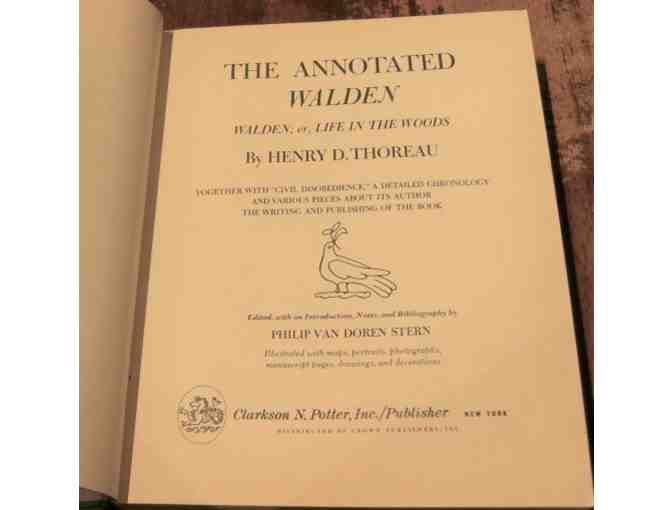 THE ANNOTATED
WALDEN
WALDEN; or, LIFE IN THE WOODS
By HENRY D. THOREAU
TOGETHER WITH "CIVIL DISOBEDIENCE," A DETAILED CHRONOLOGY
AND VARIOUS PIECES ABOUT ITS AUTHOR
THE WRITING AND PUBLISHING OF THE BOOK
Edited, with an Introduction, Notes, and Bibliography by
PHILIP VAN DOREN STERN
Illustrated with maps, portraits, photographs,
manuscript pages, drawings, and decorations
Clarkson N. Potter, Inc./Publisher NEW YORK
DISTRIBUTED BY CROWN PUBLISHERS, INC.